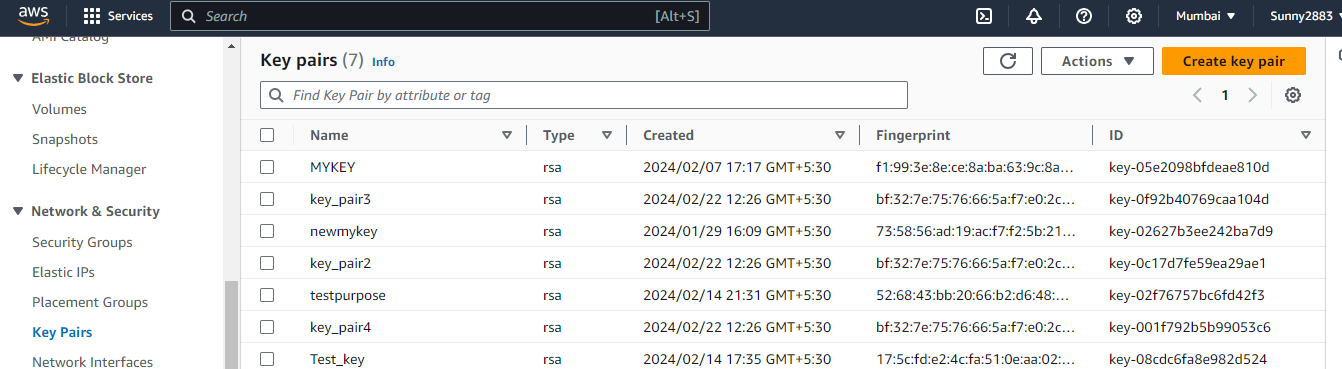 aws Services Search [Alt+S] Mumbai Sunny2883
AMI Catalog
Elastic Block Store
Volumes
Snapshots
Lifecycle Manager
Network & Security
Security Groups
Elastic IPs
Placement Groups
Key Pairs
Network Interfaces
Key pairs (7) Info Actions Create key pair
Find Key Pair by attribute or tag 1
Name Type Created Fingerprint ID
MYKEY rsa 2024/02/07 17:17 GMT+5:30 f1:99:3e:8e:ce:8a:ba:63:9c:8a... key-05e2098bfdeae810d
key_pair3 rsa 2024/02/22 12:26 GMT+5:30 bf:32:7e:75:76:66:5a:f7:e0:2c... key-0f92b40769caa104d
newmykey rsa 2024/01/29 16:09 GMT+5:30 73:58:56:ad:19:ac:f7:f2:5b:21... key-02627b3ee242ba7d9
key_pair2 rsa 2024/02/22 12:26 GMT+5:30 bf:32:7e:75:76:66:5a:f7:e0:2c... key-0c17d7fe59ea29ae1
testpurpose rsa 2024/02/14 21:31 GMT+5:30 52:68:43:bb:20:66:b2:d6:48:... key-02f76757bc6fd42f3
key_pair4 rsa 2024/02/22 12:26 GMT+5:30 bf:32:7e:75:76:66:5a:f7:e0:2c... key-001f792b5b99053c6
Test_key rsa 2024/02/14 17:35 GMT+5:30 17:5c:fd:e2:4c:fa:51:0e:aa:02:... key-08cdc6fa8e982d524